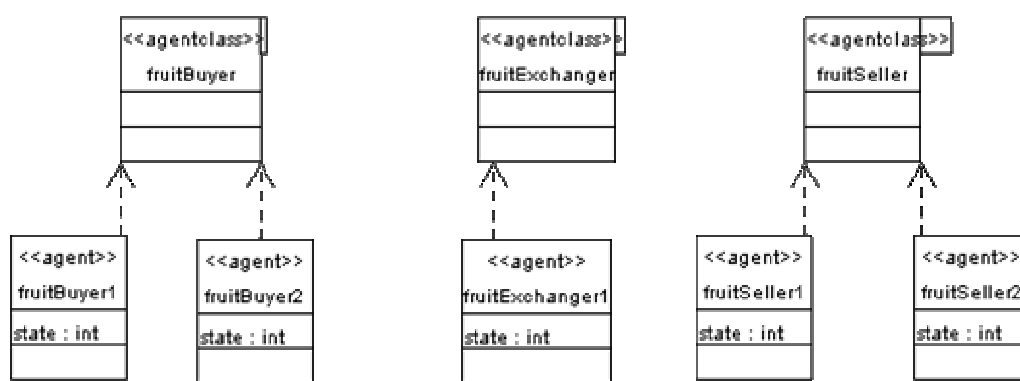 <<agentclass>>
fruitBuyer
<<agentclass>>
fruitExchanger
<<agentclass>>
fruitSeller
<<agent>>
fruitBuyer1
state : int
<<agent>>
fruitBuyer2
state : int
<<agent>>
fruitExchanger1
state : int
<<agent>>
fruitSeller1
state : int
<<agent>>
fruitSeller2
state : int